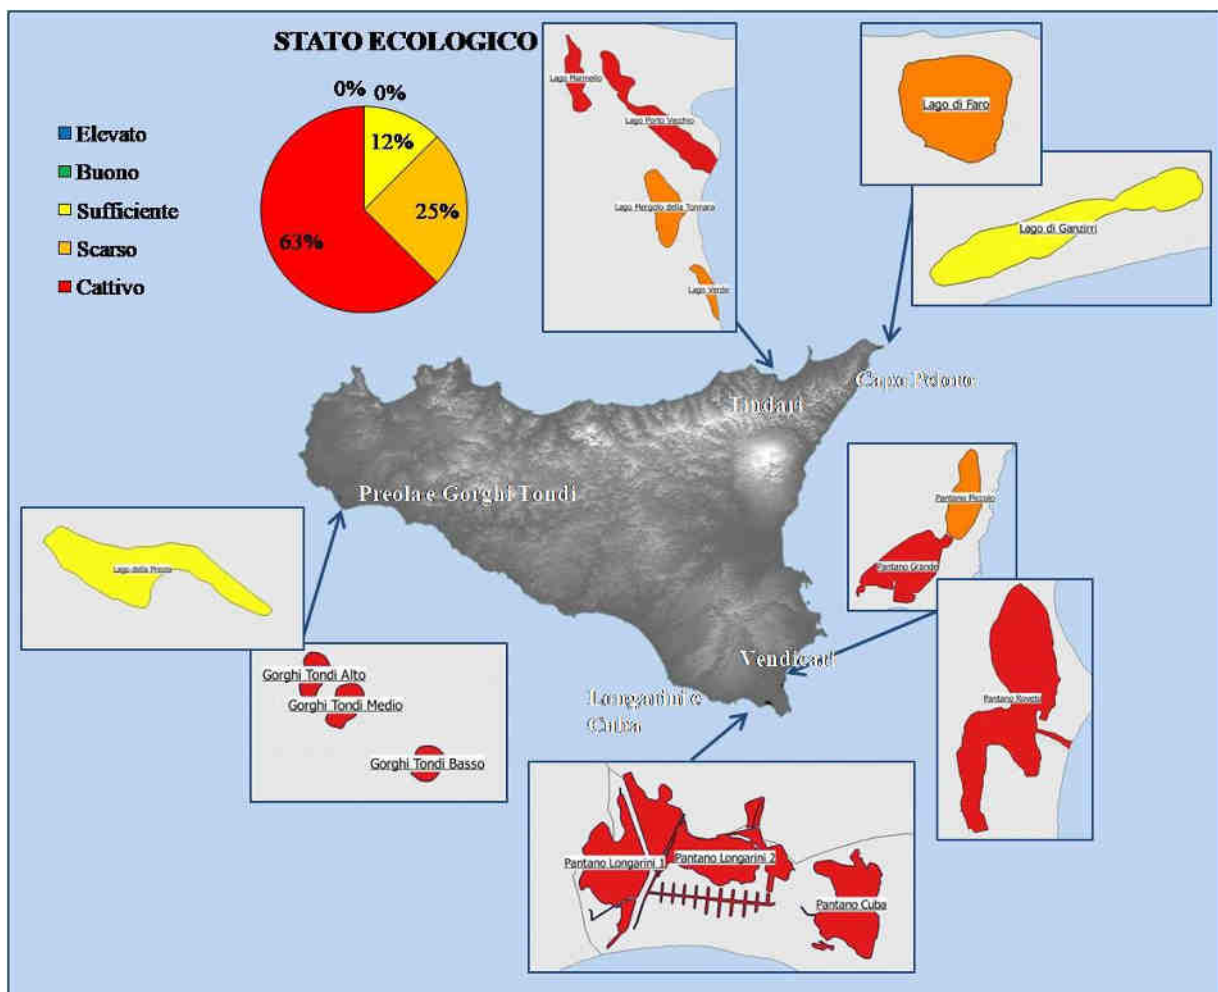 STATO ECOLOGICO
0% 0%
12%
25%
63%
Elevato
Buono
Sufficiente
Scarso
Cattivo
Lago Marinello
Lago Porto Vecchio
Lago Mergolo della Tonnara
Lago Verde
Lago di Faro
Lago di Ganzirri
Capo Peloro
Tindari
Preola e Gorghi Tondi
Pantano Piccolo
Pantano Grande
Lago della Preola
Pantano Roveto
Vendicari
Gorghi Tondi Alto
Gorghi Tondi Medio
Gorghi Tondi Basso
Longarini e
Cuba
Pantano Longarini 1
Pantano Longarini 2
Pantano Cuba